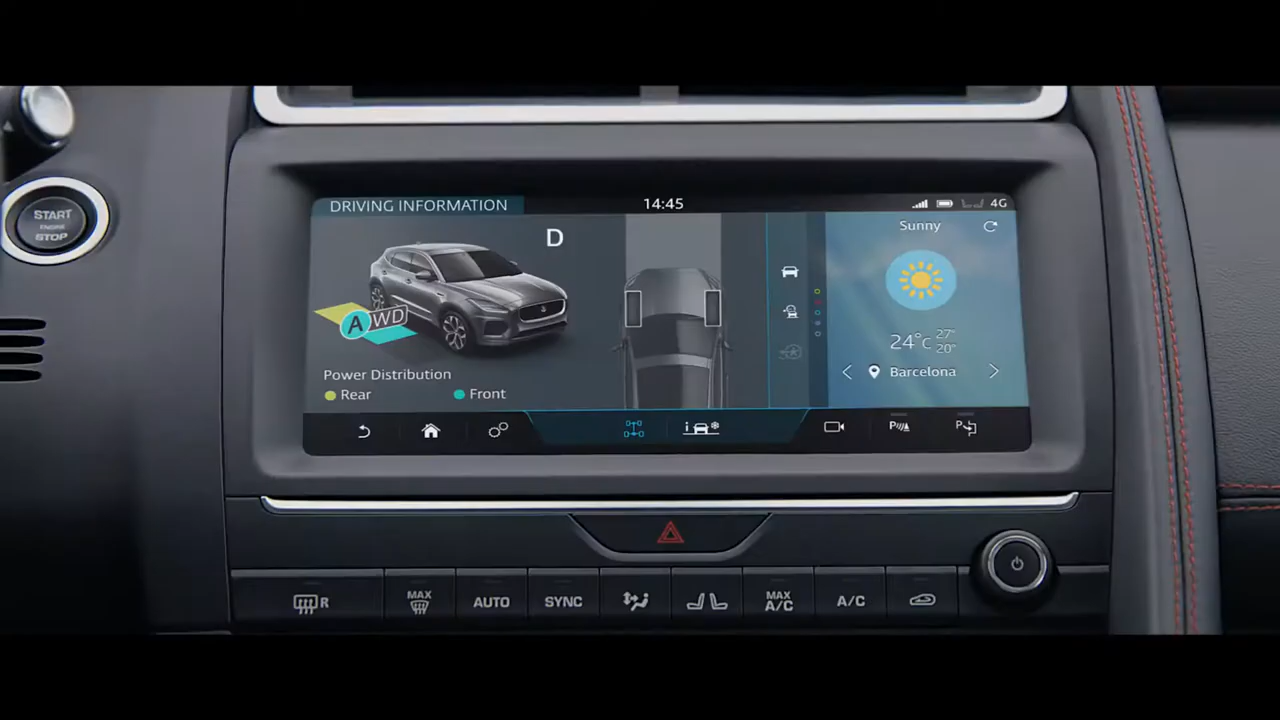 START
ENGINE
STOP
DRIVING INFORMATION
14:45
4G
D
AWD
Power Distribution
Rear
Front
Sunny
24°C
27°
20°
Barcelona
i
P
P
R
MAX
AUTO
SYNC
MAX
A/C
A/C